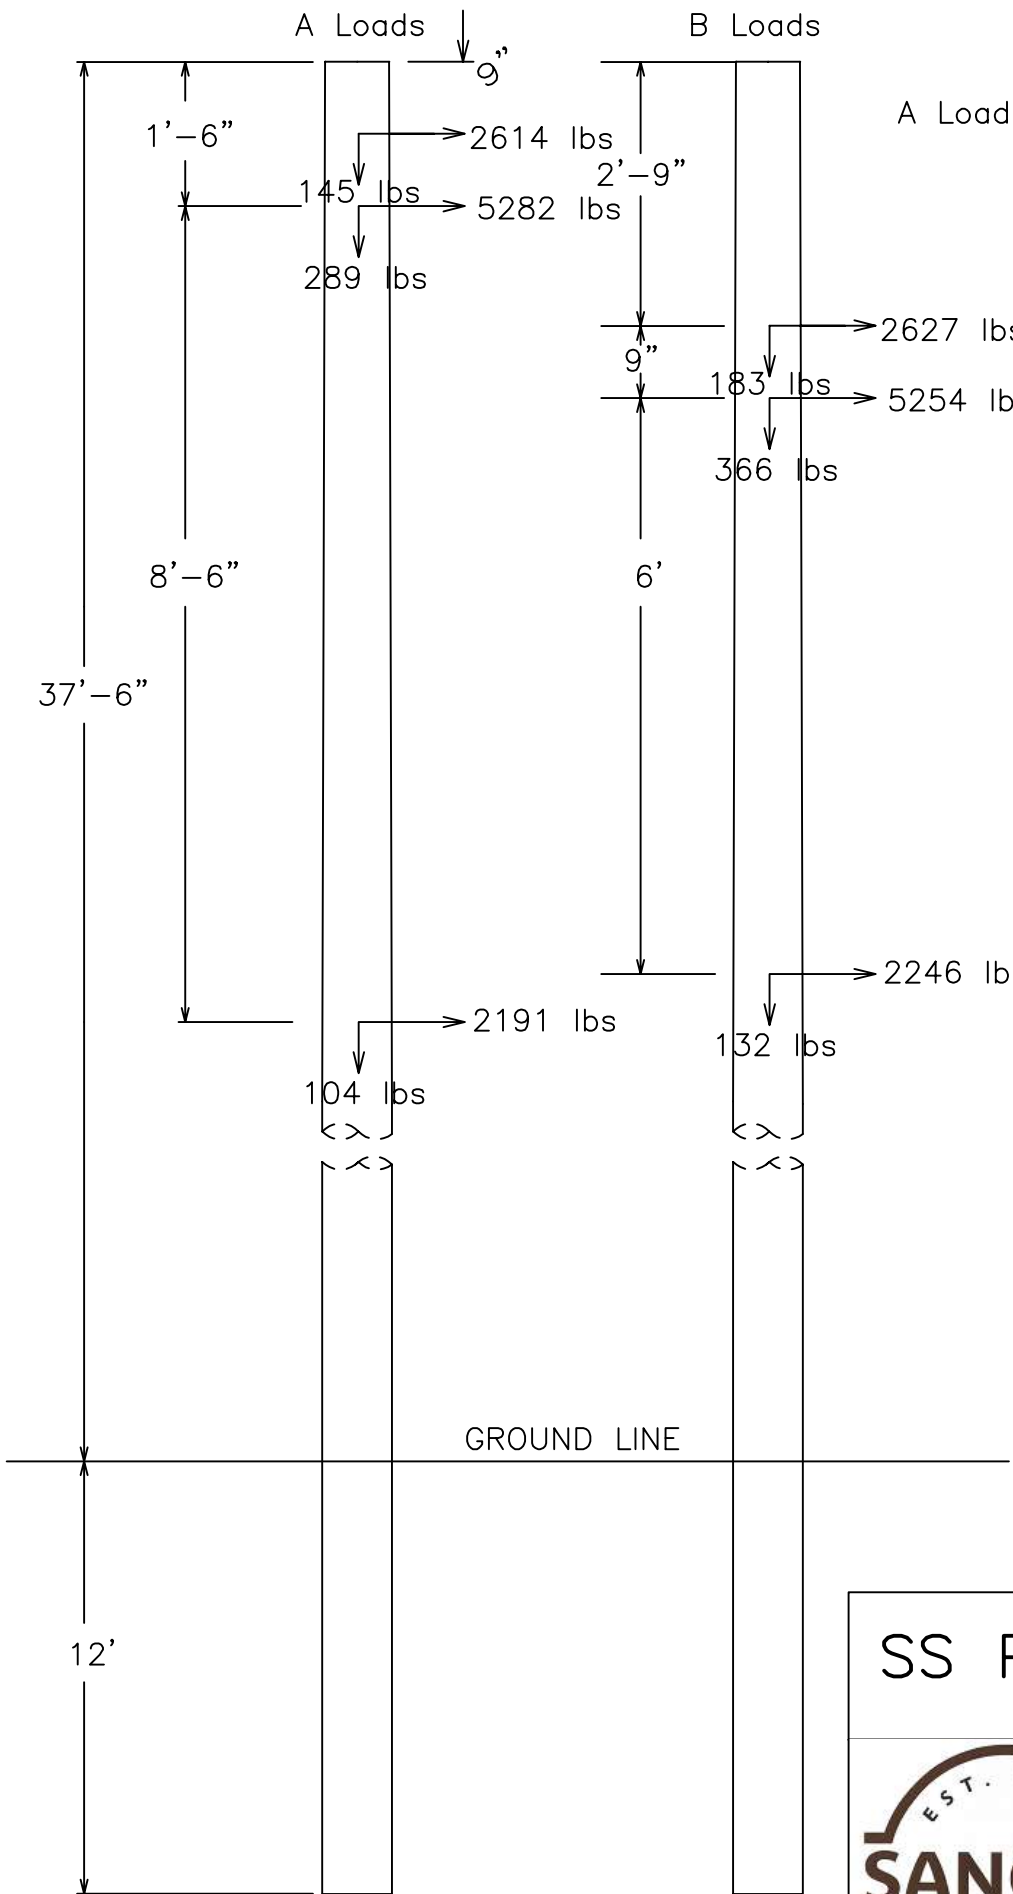 A Loads
B Loads
9”
A Load
1’−6”
2614 lbs
2’−9”
145 lbs
5282 lbs
289 lbs
2627 lbs
9”
183 lbs
5254 lb
366 lbs
8’−6”
6’
37’−6”
2246 lb
2191 lbs
132 lbs
104 lbs
GROUND LINE
12’
SS
EST.
SAN